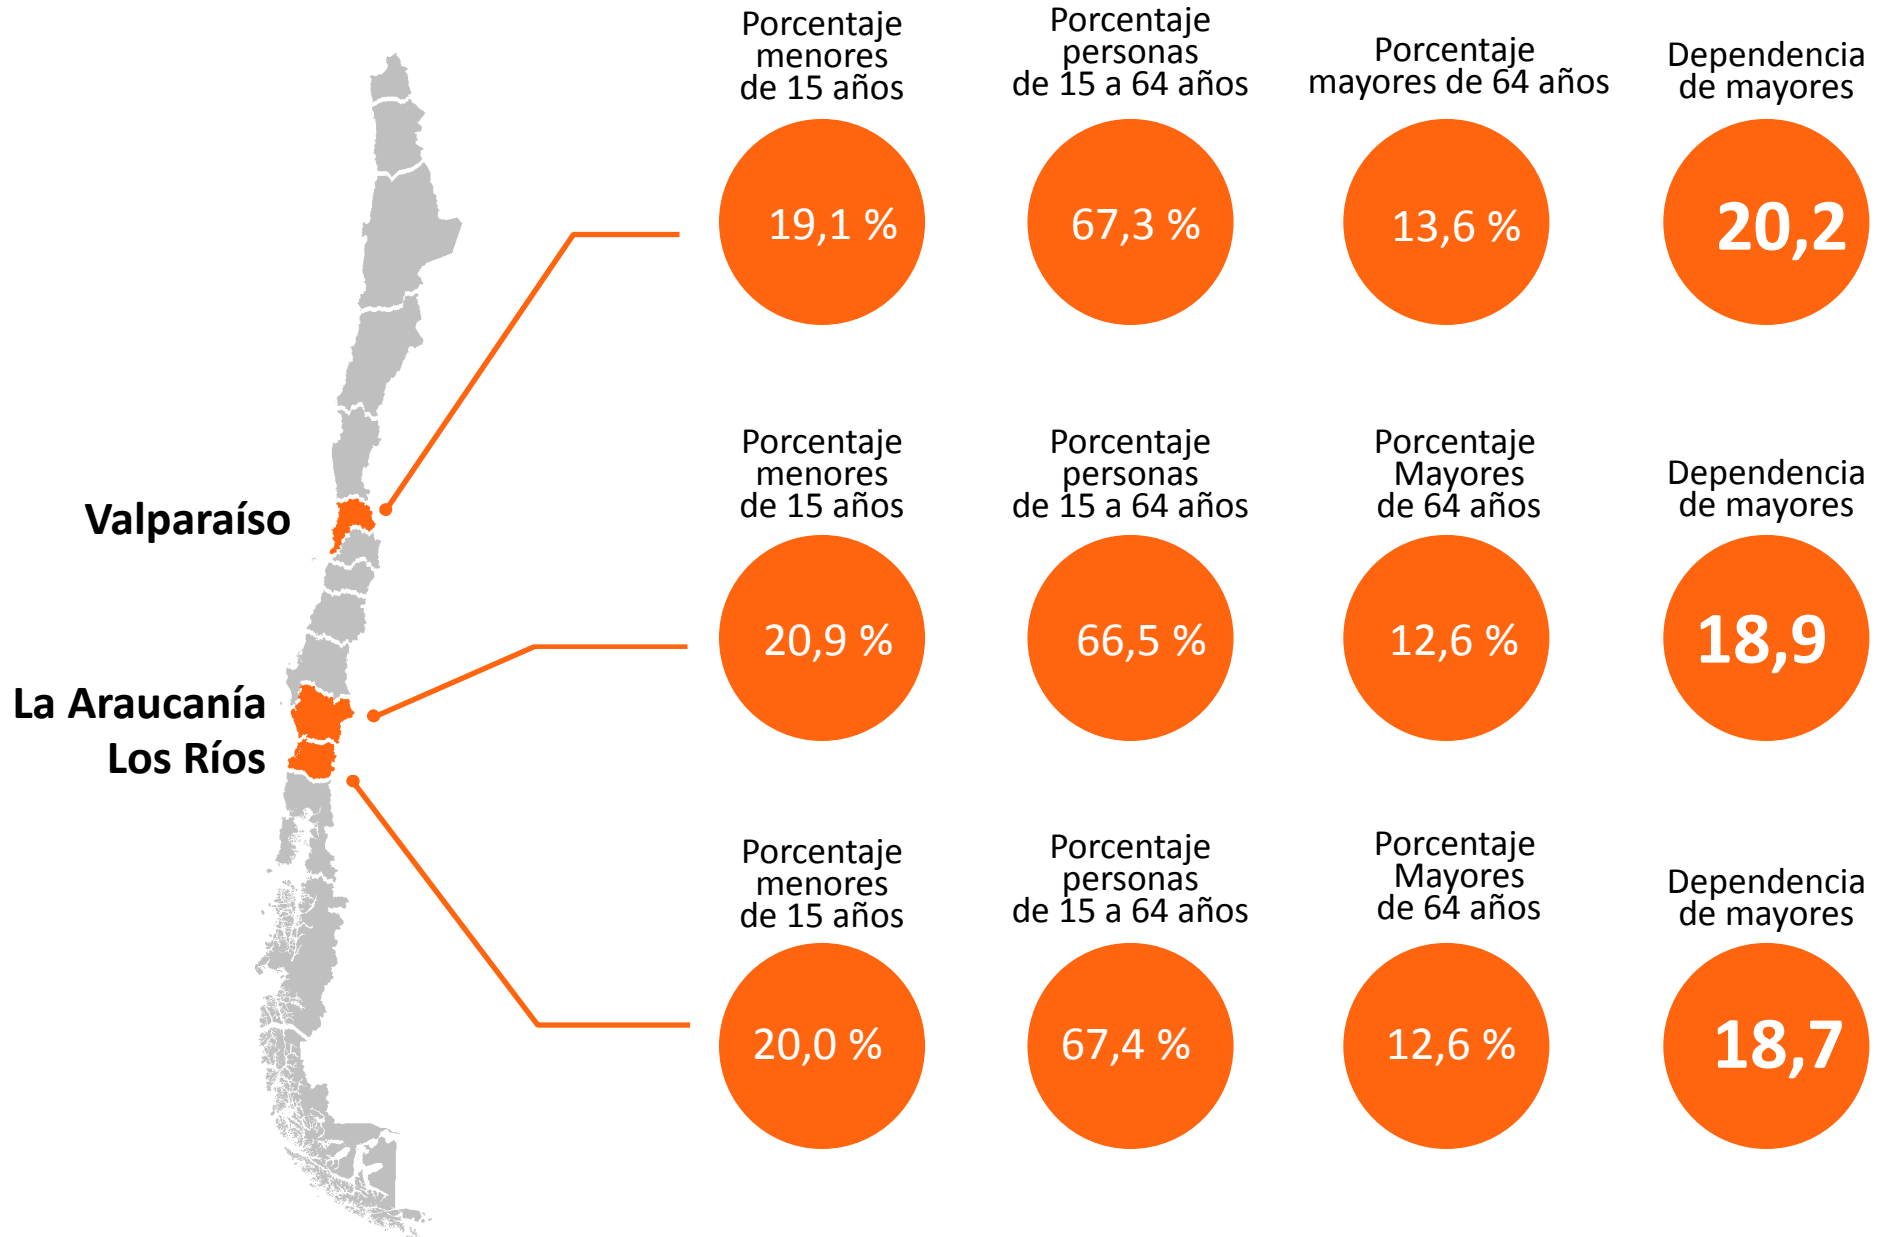 Porcentaje
menores
de 15 años
Porcentaje
personas
de 15 a 64 años
Porcentaje
mayores de 64 años
Dependencia
de mayores
19,1 %
67,3 %
13,6 %
20,2
Valparaíso
Porcentaje
menores
de 15 años
Porcentaje
personas
de 15 a 64 años
Porcentaje
Mayores
de 64 años
Dependencia
de mayores
20,9 %
66,5 %
12,6 %
18,9
La Araucanía
Los Ríos
Porcentaje
menores
de 15 años
Porcentaje
personas
de 15 a 64 años
Porcentaje
Mayores
de 64 años
Dependencia
de mayores
20,0 %
67,4 %
12,6 %
18,7